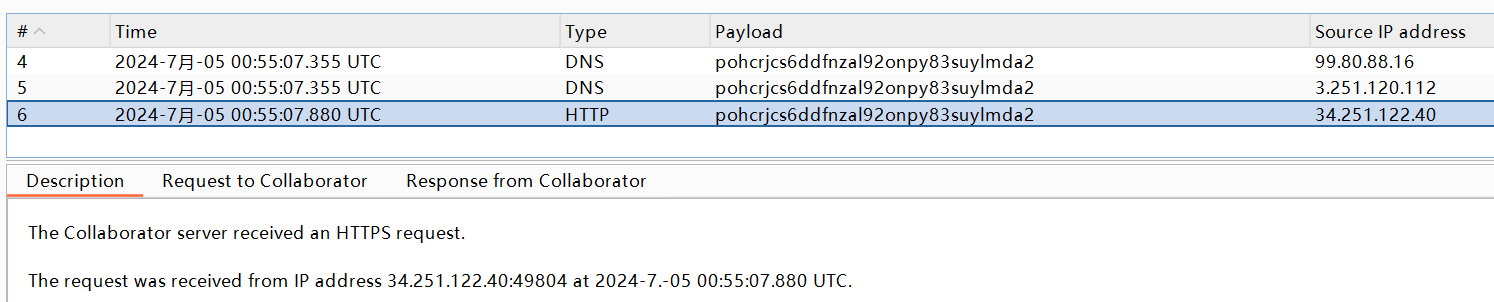 # Time Type Payload Source IP address
4 2024-7月-05 00:55:07.355 UTC DNS pohcrjcs6ddfnzal92onpy83suylmda2 99.80.88.16
5 2024-7月-05 00:55:07.355 UTC DNS pohcrjcs6ddfnzal92onpy83suylmda2 3.251.120.112
6 2024-7月-05 00:55:07.880 UTC HTTP pohcrjcs6ddfnzal92onpy83suylmda2 34.251.122.40
Description Request to Collaborator Response from Collaborator
The Collaborator server received an HTTPS request.
The request was received from IP address 34.251.122.40:49804 at 2024-7.-05 00:55:07.880 UTC.